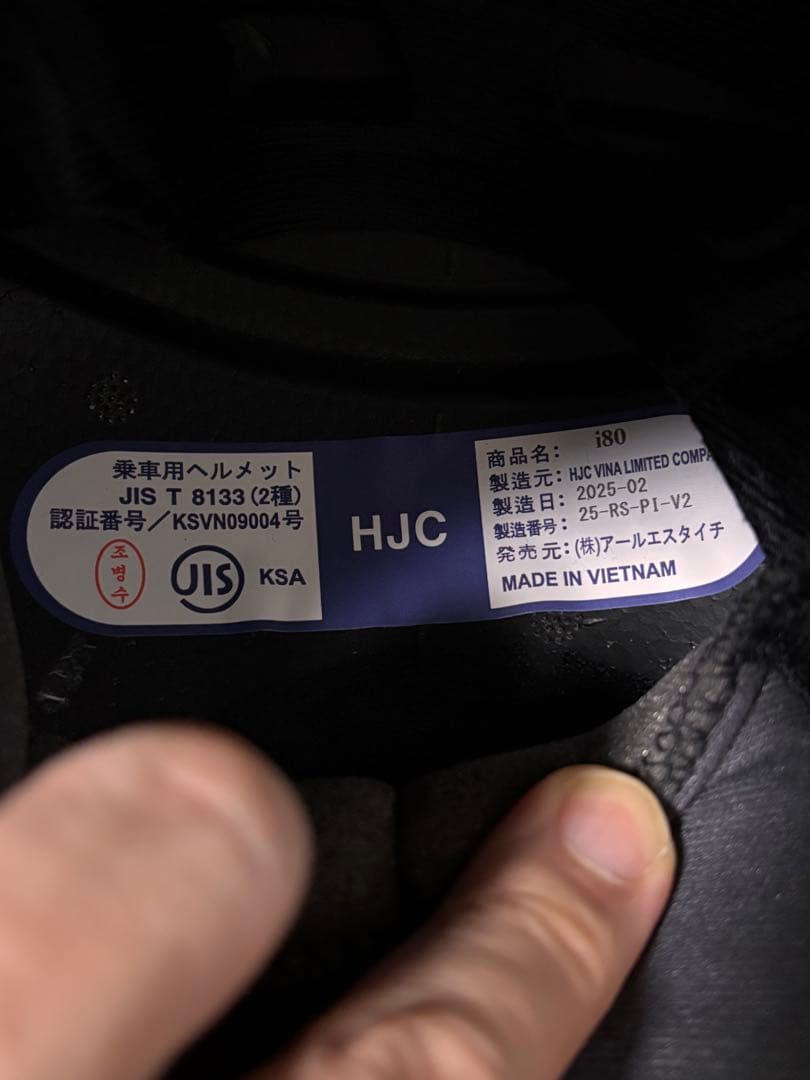 乗車用ヘルメット
JIS T 8133(2種)
認証番号/KSVN09004号
조병수
JIS
KSA
HJC
商品名: i80
製造元: HJC VINA LIMITED
製造日: 2025-02
製造番号: 25-RS-PI-V2
発売元:(株)アールエスタイチ
MADE IN VIETNAM